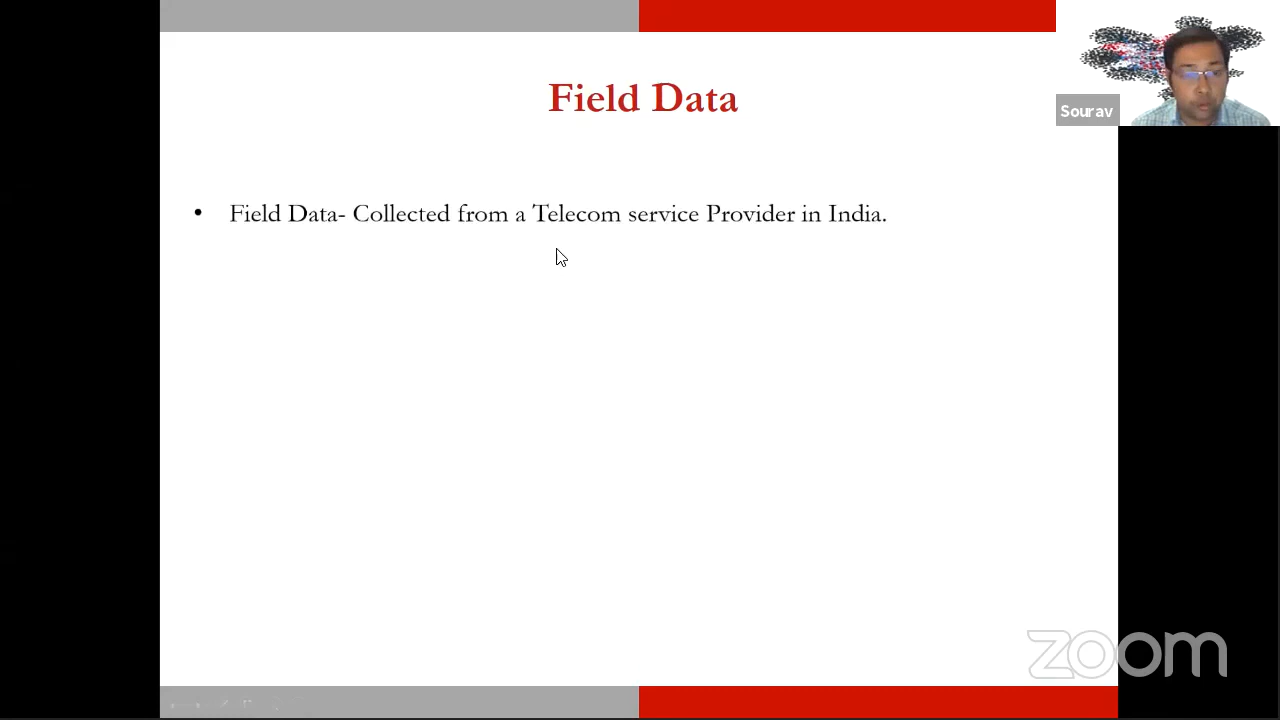 Field Data
Sourav
• Field Data- Collected from a Telecom service Provider in India.
zoom